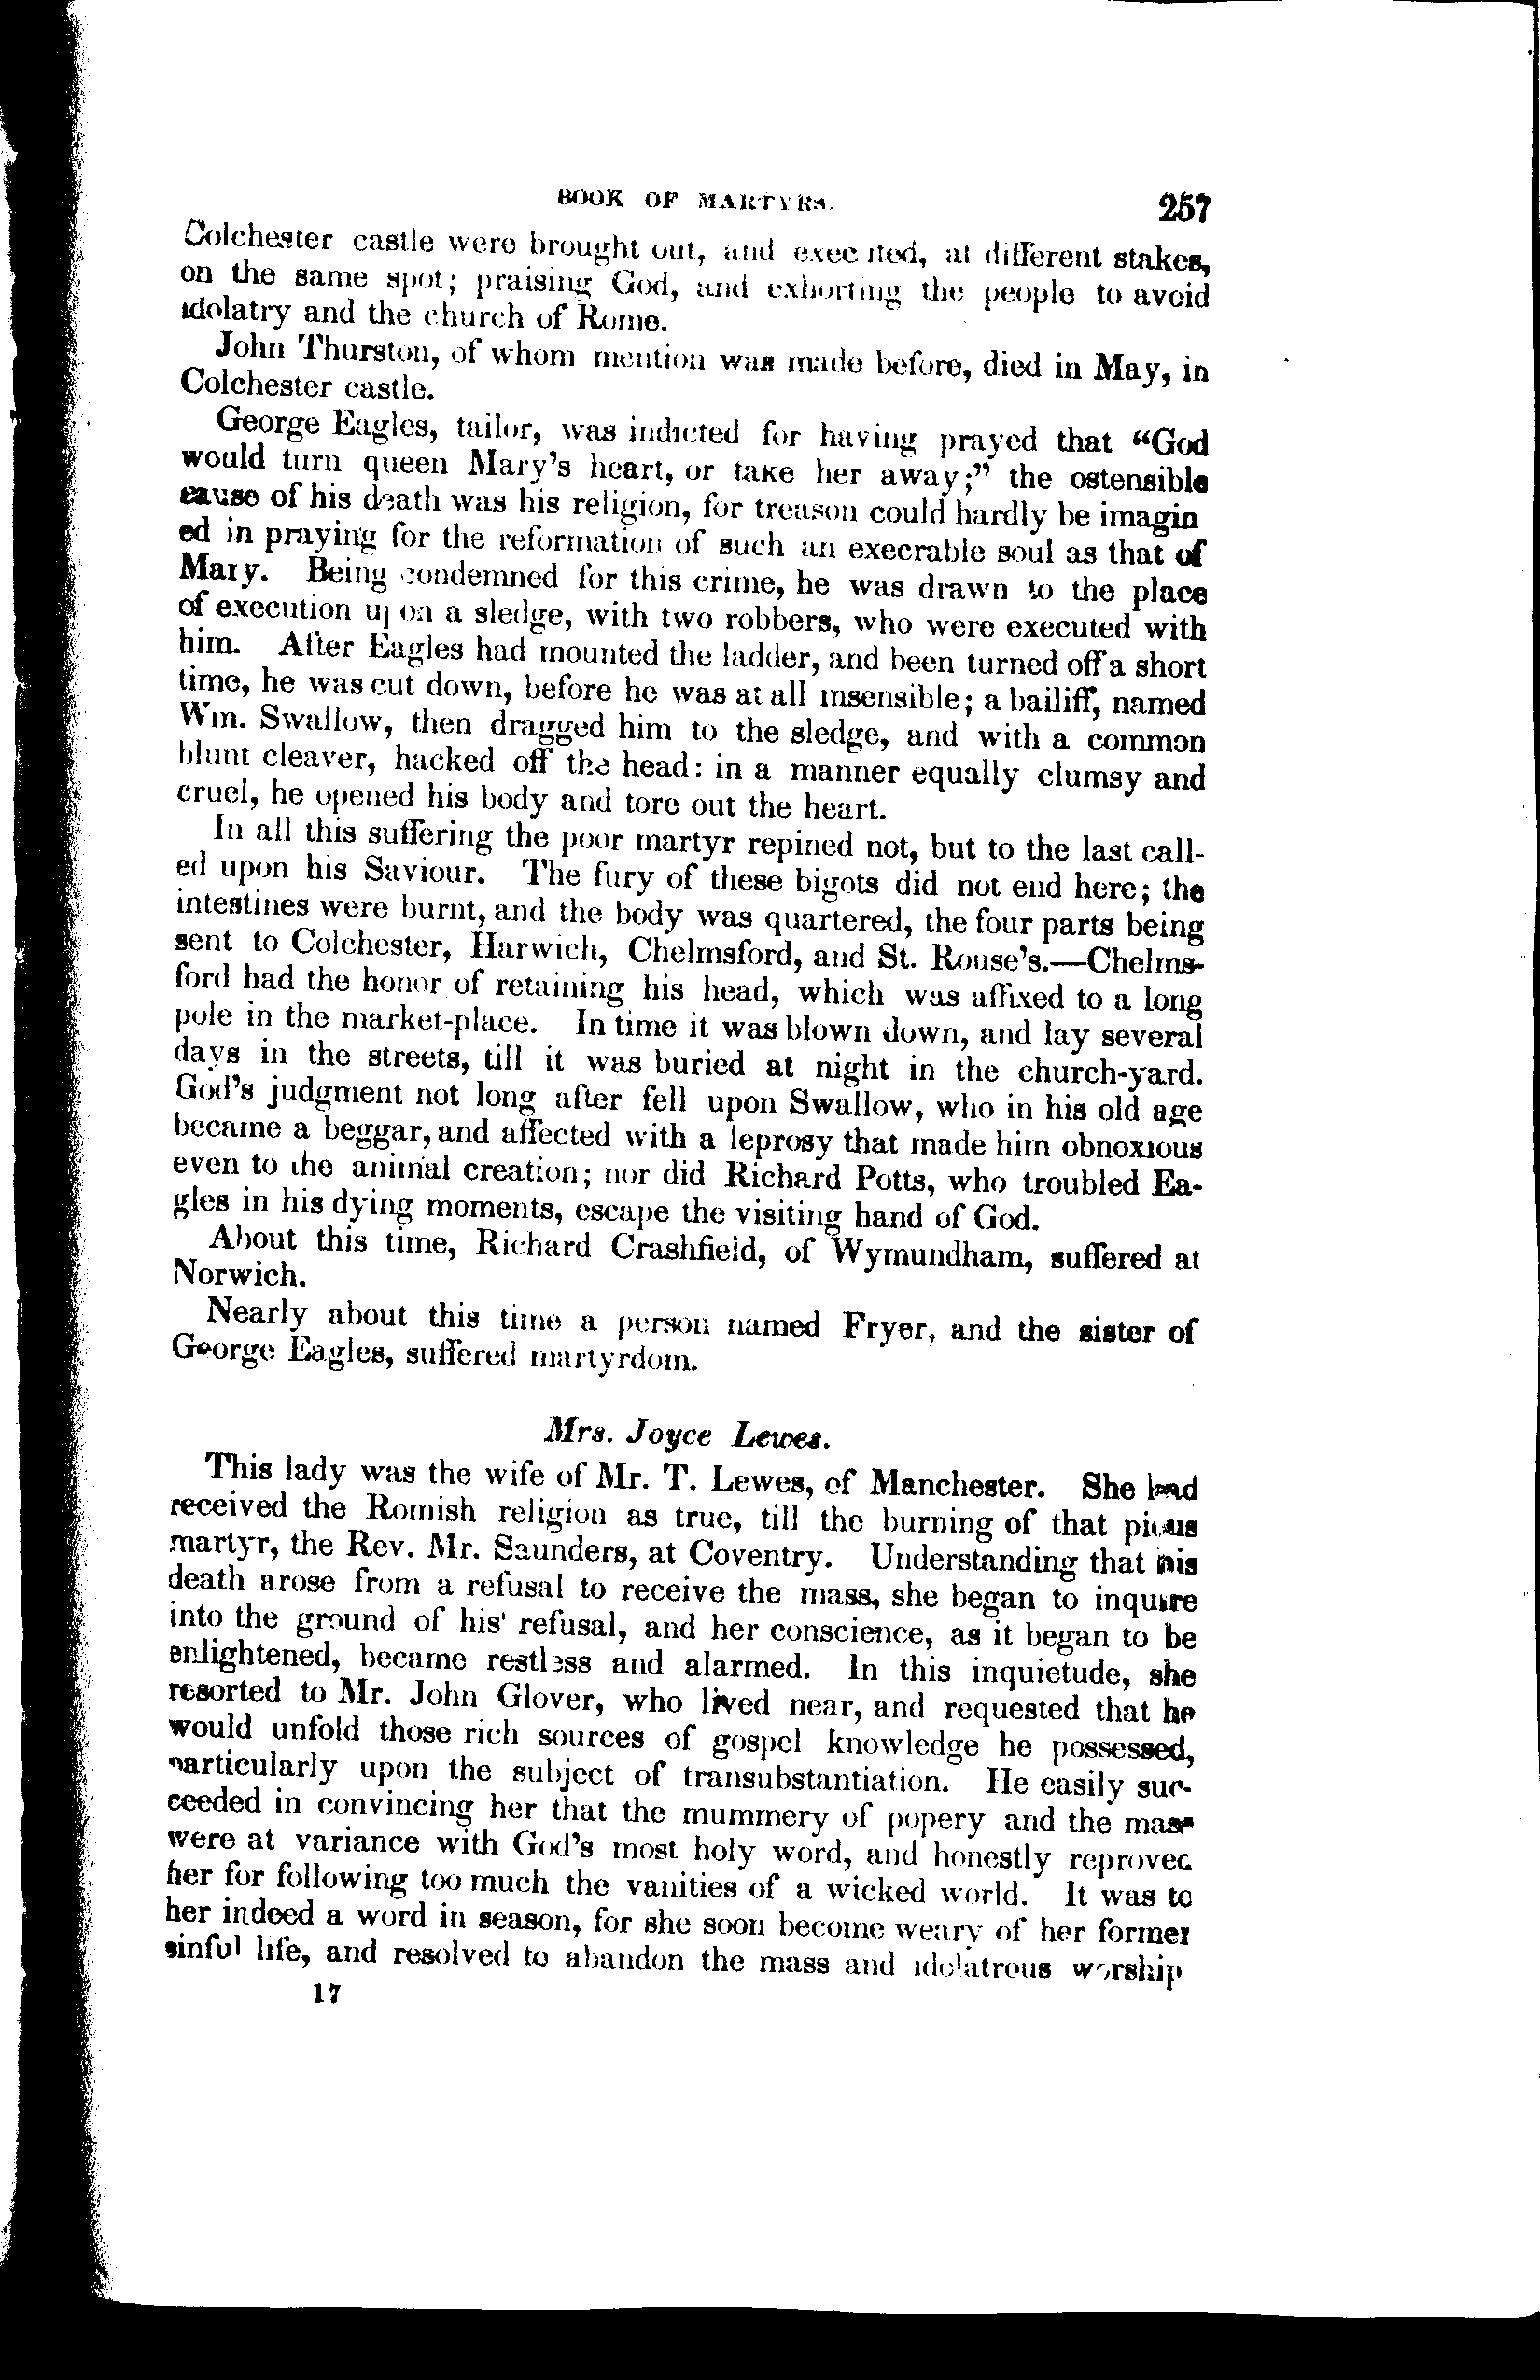 BOOK OF MARTYRS. 257
Colchester castle were brought out, and executed, at different stakes,
on the same spot; praising God, and exhorting the people to avoid
idolatry and the church of Rome.
John Thurston, of whom mention was made before, died in May, in
Colchester castle.
George Eagles, tailor, was indicted for having prayed that “God
would turn queen Mary's heart, or take her away;” the ostensible
cause of his death was his religion, for treason could hardly be imagin
ed in praying for the reformation of such an execrable soul as that of
Mary. Being condemned for this crime, he was drawn to the place
of execution upon a sledge, with two robbers, who were executed with
him. After Eagles had mounted the ladder, and been turned off a short
time, he was cut down, before he was at all insensible; a bailiff, named
Wm. Swallow, then dragged him to the sledge, and with a common
blunt cleaver, hacked off the head: in a manner equally clumsy and
cruel, he opened his body and tore out the heart.
In all this suffering the poor martyr repined not, but to the last call-
ed upon his Saviour. The fury of these bigots did not end here; the
intestines were burnt, and the body was quartered, the four parts being
sent to Colchester, Harwich, Chelmsford, and St. Rouse's.—Chelms-
ford had the honor of retaining his head, which was affixed to a long
pole in the market-place. In time it was blown down, and lay several
days in the streets, till it was buried at night in the church-yard.
God's judgment not long after fell upon Swallow, who in his old age
became a beggar, and affected with a leprosy that made him obnoxious
even to the animal creation; nor did Richard Potts, who troubled Ea-
gles in his dying moments, escape the visiting hand of God.
About this time, Richard Crashfield, of Wymundham, suffered at
Norwich.
Nearly about this time a person named Fryer, and the sister of
George Eagles, suffered martyrdom.
Mrs. Joyce Lewes.
This lady was the wife of Mr. T. Lewes, of Manchester. She had
received the Romish religion as true, till the burning of that pious
martyr, the Rev. Mr. Saunders, at Coventry. Understanding that his
death arose from a refusal to receive the mass, she began to inquire
into the ground of his' refusal, and her conscience, as it began to be
enlightened, became restless and alarmed. In this inquietude, she
resorted to Mr. John Glover, who lived near, and requested that he
would unfold those rich sources of gospel knowledge he possessed,
particularly upon the subject of transubstantiation. He easily suc-
ceeded in convincing her that the mummery of popery and the mass
were at variance with God's most holy word, and honestly reproved
her for following too much the vanities of a wicked world. It was to
her indeed a word in season, for she soon become weary of her former
sinful life, and resolved to abandon the mass and idolatrous worship
17